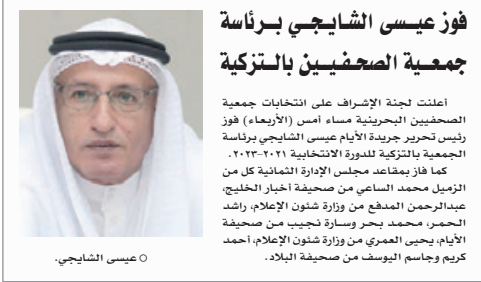 فوز عيسى الشايجي برئاسة
جمعية الصحفيين بالتزكية
أعلنت لجنة الإشراف على انتخابات جمعية
الصحفيين البحرينية مساء أمس (الأربعاء) فوز
رئيس تحرير جريدة الأيام عيسى الشايجي برئاسة
الجمعية بالتزكية للدورة الانتخابية ٢٠٢١-٢٠٢٣.
كما فاز بمقاعد مجلس الإدارة الثمانية كل من
الزميل محمد الساعي من صحيفة أخبار الخليج،
عبدالرحمن المدفع من وزارة شئون الإعلام، راشد
الحمر، محمد بحر وسارة نجيب من صحيفة
الأيام، يحيى العمري من وزارة شئون الإعلام، أحمد
كريم وجاسم اليوسف من صحيفة البلاد.
○ عيسى الشايجي.